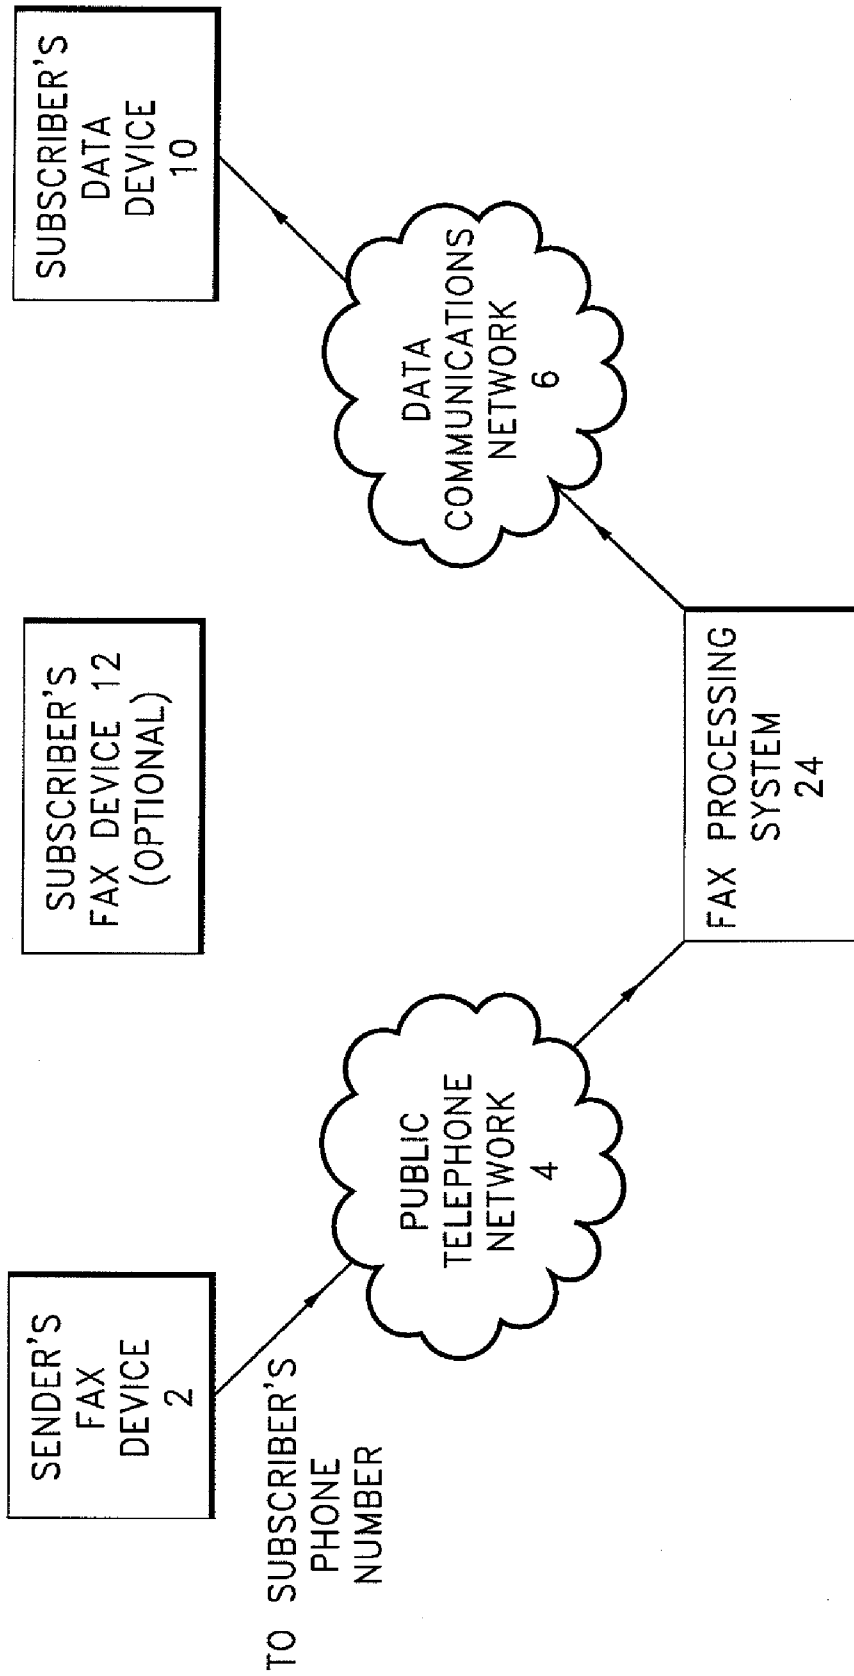 SENDER'S
FAX
DEVICE
2
TO SUBSCRIBER'S
PHONE
NUMBER
PUBLIC
TELEPHONE
NETWORK
4
SUBSCRIBER'S
FAX DEVICE 12
(OPTIONAL)
FAX PROCESSING
SYSTEM
24
DATA
COMMUNICATIONS
NETWORK
6
SUBSCRIBER'S
DATA
DEVICE
10